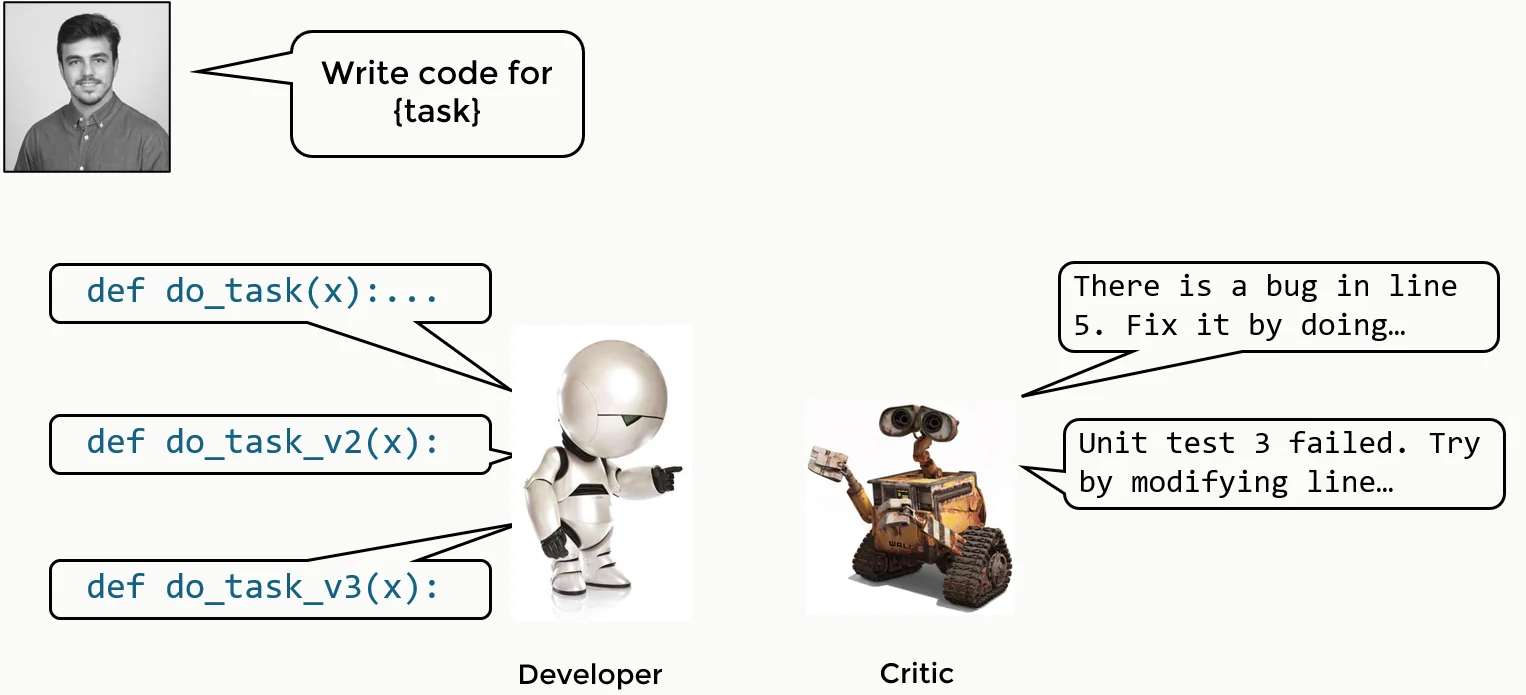 Write code for
{task}
def do_task(x):...
There is a bug in line
5. Fix it by doing…
def do_task_v2(x):
Unit test 3 failed. Try
by modifying line…
def do_task_v3(x):
WALL
Developer
Critic